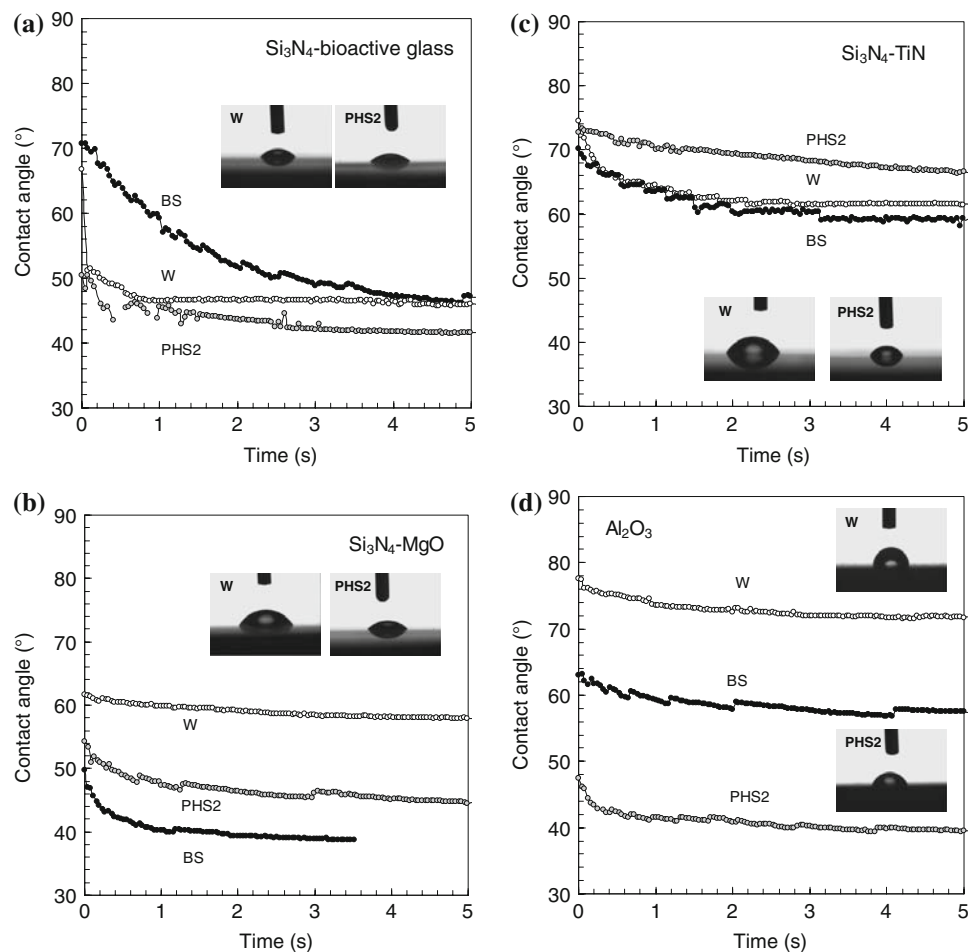 (a)
Si₃N₄-bioactive glass
W
PHS2
BS
W
PHS2
Contact angle (°)
90
80
70
60
50
40
30
0 1 2 3 4 5
Time (s)
(c)
Si₃N₄-TiN
PHS2
W
BS
W
PHS2
Contact angle (°)
90
80
70
60
50
40
30
0 1 2 3 4 5
Time (s)
(b)
Si₃N₄-MgO
W
PHS2
W
PHS2
BS
Contact angle (°)
90
80
70
60
50
40
30
0 1 2 3 4 5
Time (s)
(d)
Al₂O₃
W
W
BS
PHS2
PHS2
Contact angle (°)
90
80
70
60
50
40
30
0 1 2 3 4 5
Time (s)